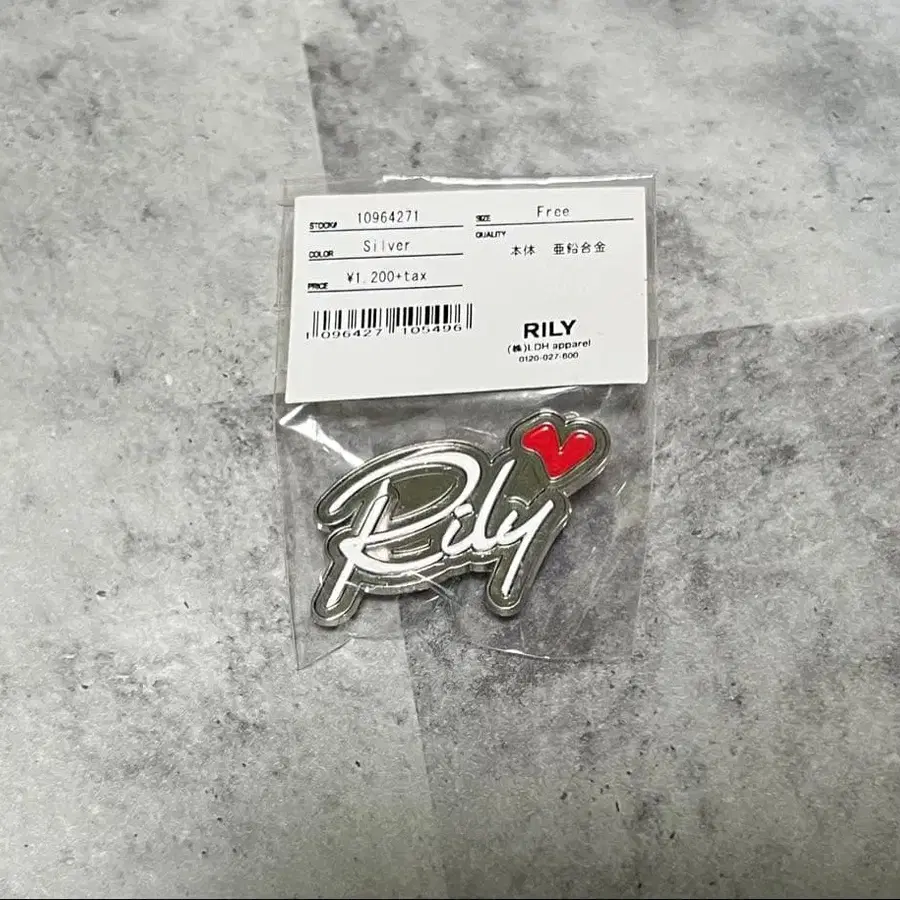 STOCK# 10964271
COLOR Silver
PRICE ¥1,200+tax
1096427 105496
SIZE Free
QUALITY
本体 亜鉛合金
RILY
(株)LDH apparel
0120-027-800
Rily